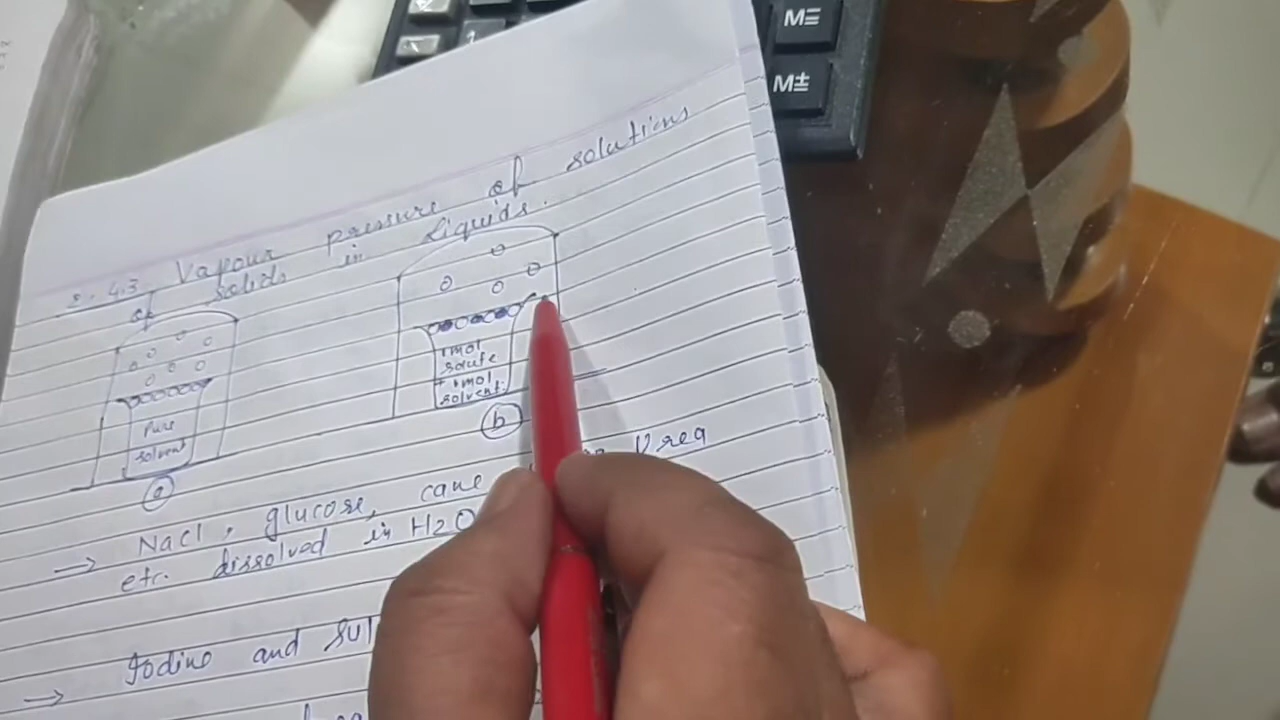 2.4.3 Vapour pressure of solutions
of solids in Liquids.
1mol
solute
+ 1mol
solvent
Pure
solvent
(a)
(b)
→ NaCl, glucose, cane Urea
etc. dissolved in H2O
→ Iodine and sul
M=
M±